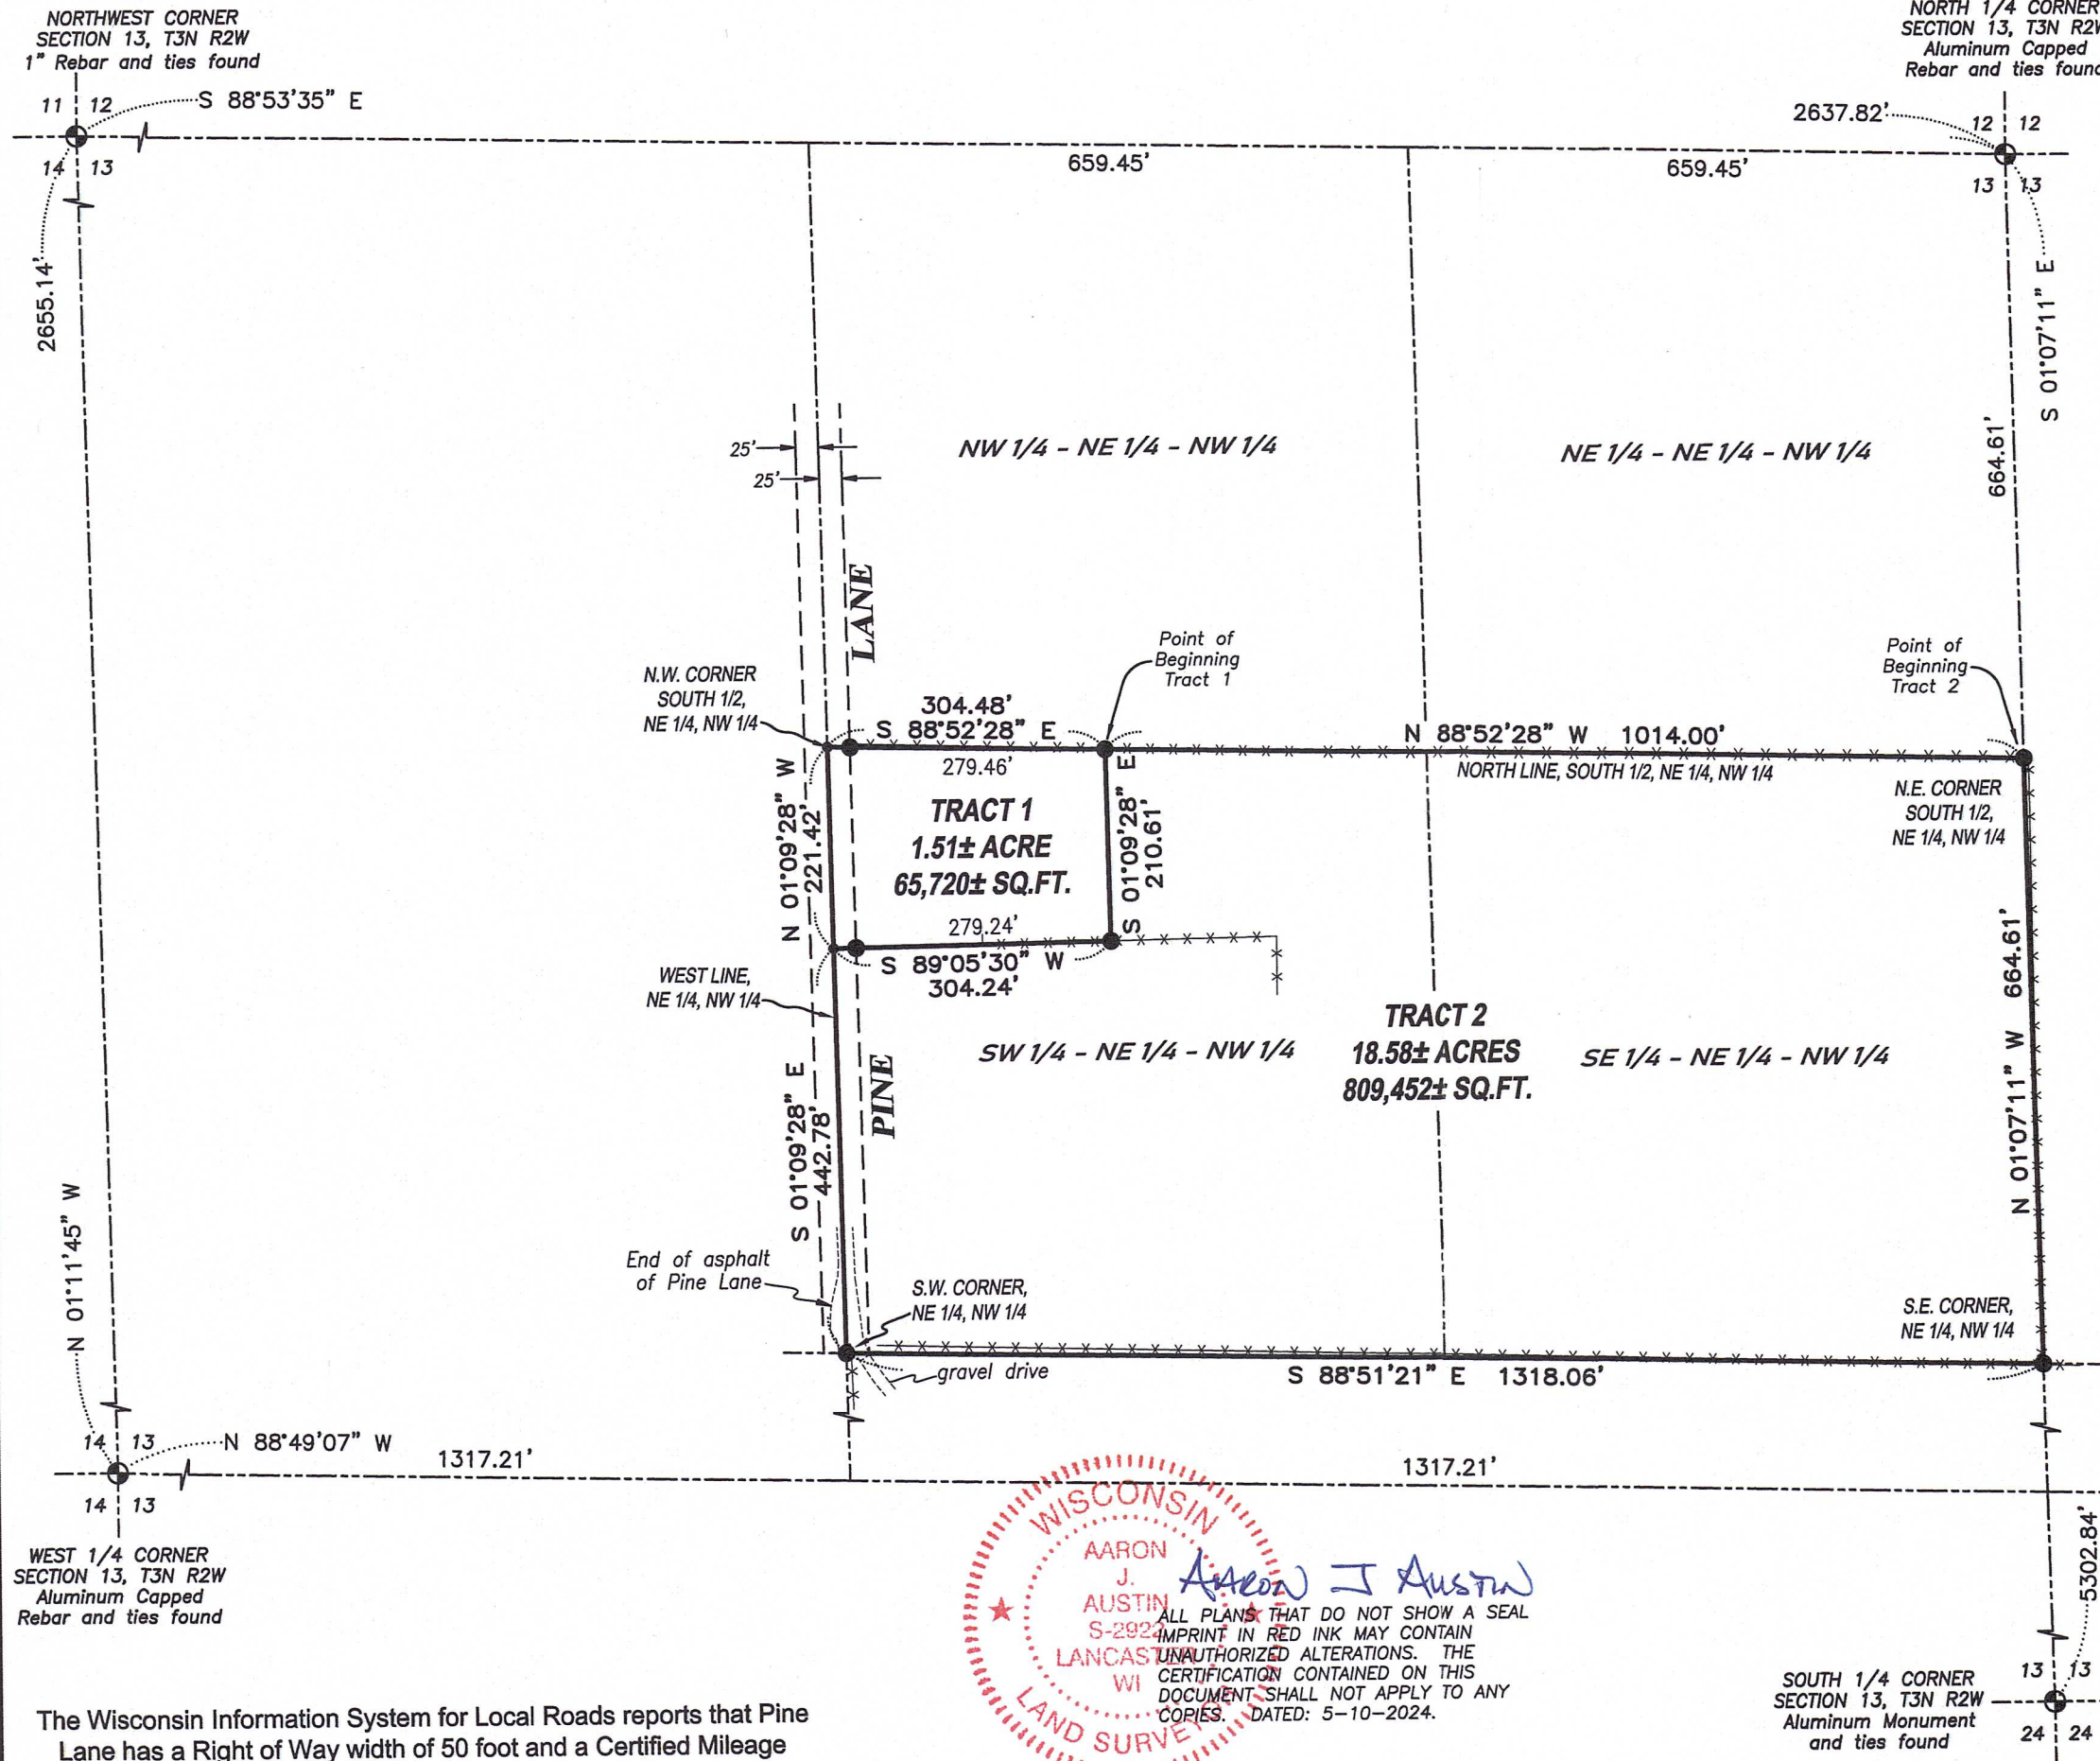 NORTHWEST CORNER
SECTION 13, T3N R2W
1" Rebar and ties found
11 12
14 13
S 88°53'35" E
NORTH 1/4 CORNER
SECTION 13, T3N R2W
Aluminum Capped
Rebar and ties found
2637.82'
12 12
13 13
659.45'
659.45'
2655.14'
S 01°07'11" E
664.61'
25'
25'
NW 1/4 - NE 1/4 - NW 1/4
NE 1/4 - NE 1/4 - NW 1/4
LANE
N.W. CORNER
SOUTH 1/2,
NE 1/4, NW 1/4
Point of
Beginning
Tract 1
Point of
Beginning
Tract 2
304.48'
S 88°52'28" E
279.46'
N 88°52'28" W 1014.00'
NORTH LINE, SOUTH 1/2, NE 1/4, NW 1/4
N.E. CORNER
SOUTH 1/2,
NE 1/4, NW 1/4
N 01°09'28" W
221.42'
TRACT 1
1.51± ACRE
65,720± SQ.FT.
S 01°09'28" E
210.61'
279.24'
S 89°05'30" W
304.24'
WEST LINE,
NE 1/4, NW 1/4
SW 1/4 - NE 1/4 - NW 1/4
TRACT 2
18.58± ACRES
809,452± SQ.FT.
SE 1/4 - NE 1/4 - NW 1/4
N 01°07'11" W 664.61'
PINE
S 01°09'28" E
442.78'
N 01°11'45" W
End of asphalt
of Pine Lane
S.W. CORNER,
NE 1/4, NW 1/4
S.E. CORNER,
NE 1/4, NW 1/4
gravel drive
S 88°51'21" E 1318.06'
14 13
14 13
N 88°49'07" W
1317.21'
1317.21'
WEST 1/4 CORNER
SECTION 13, T3N R2W
Aluminum Capped
Rebar and ties found
WISCONSIN
AARON
J.
AUSTIN
S-2922
LANCASTER
WI
LAND SURVEYOR
AARON J AUSTIN
ALL PLANS THAT DO NOT SHOW A SEAL
IMPRINT IN RED INK MAY CONTAIN
UNAUTHORIZED ALTERATIONS. THE
CERTIFICATION CONTAINED ON THIS
DOCUMENT SHALL NOT APPLY TO ANY
COPIES. DATED: 5-10-2024.
5302.84'
SOUTH 1/4 CORNER
SECTION 13, T3N R2W
Aluminum Monument
and ties found
13 13
24 24
The Wisconsin Information System for Local Roads reports that Pine
Lane has a Right of Way width of 50 foot and a Certified Mileage